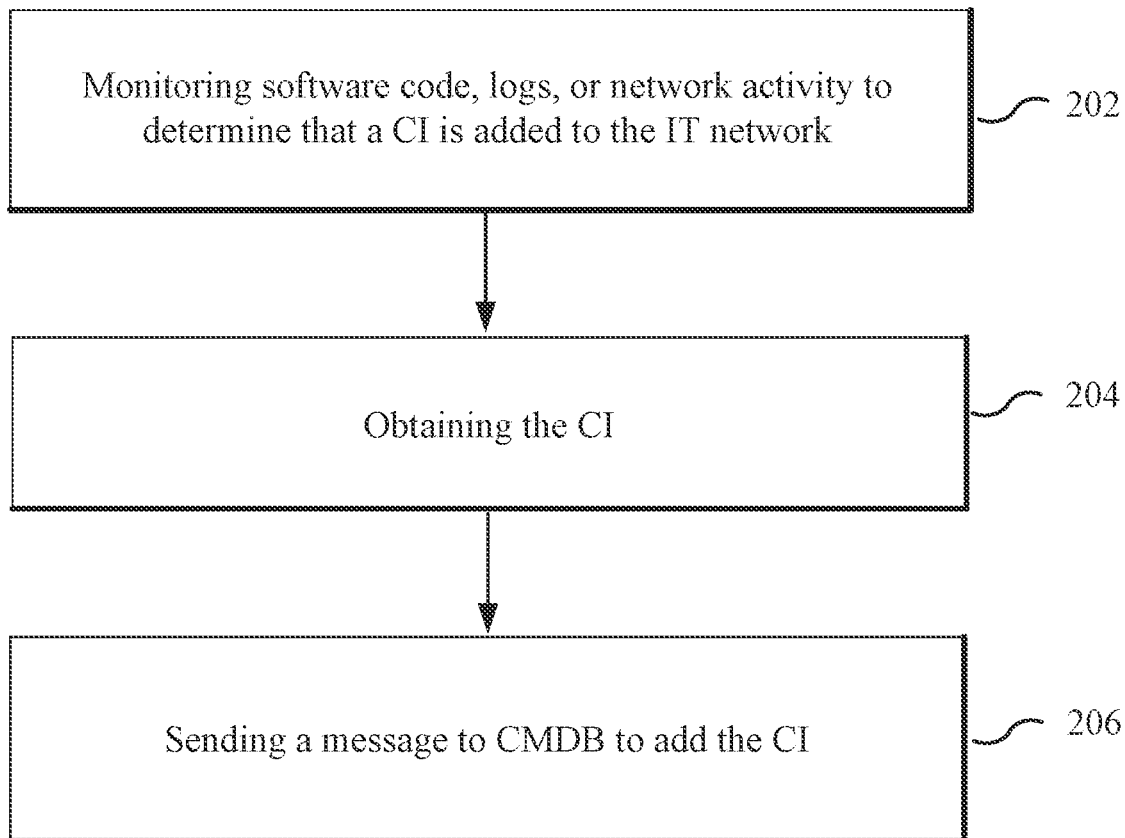 Monitoring software code, logs, or network activity to
determine that a CI is added to the IT network
202
Obtaining the CI
204
Sending a message to CMDB to add the CI
206